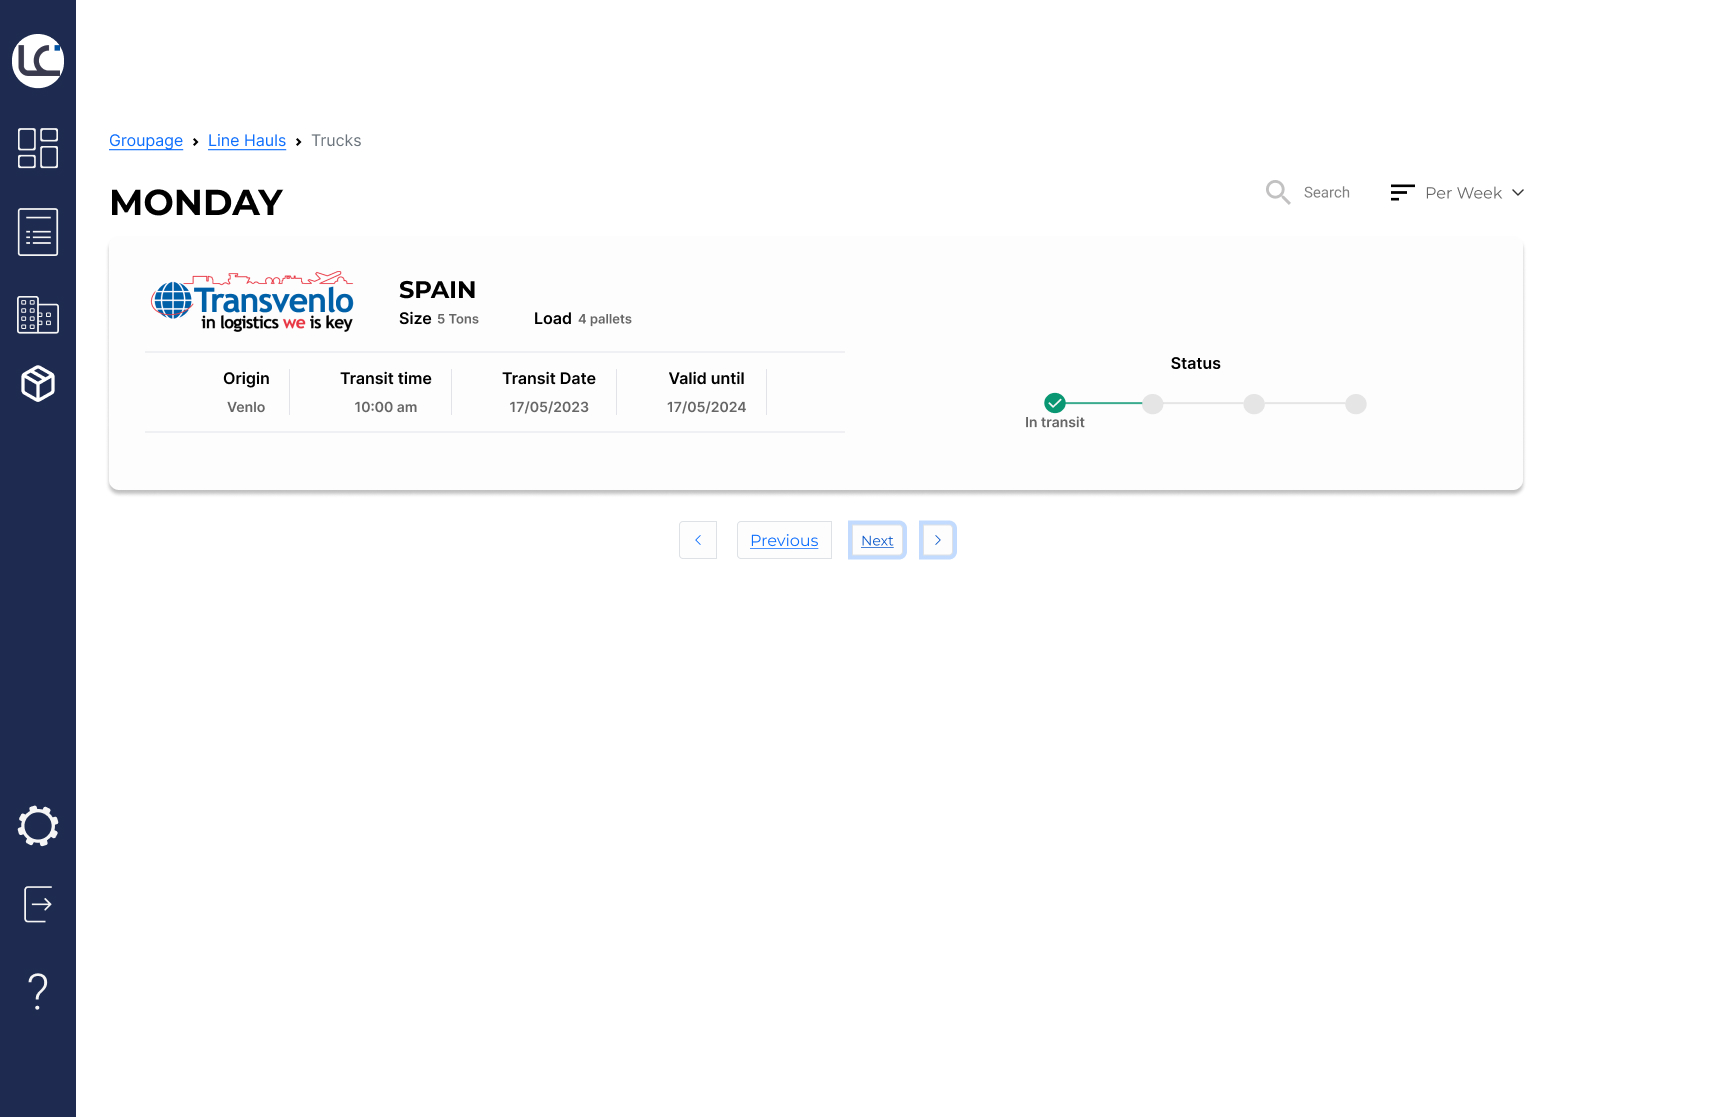 LC
Groupage › Line Hauls › Trucks
MONDAY
Search
Per Week
Transvenlo
in logistics we is key
SPAIN
Size 5 Tons Load 4 pallets
Origin Transit time Transit Date Valid until
Venlo 10:00 am 17/05/2023 17/05/2024
Status
In transit
Previous Next